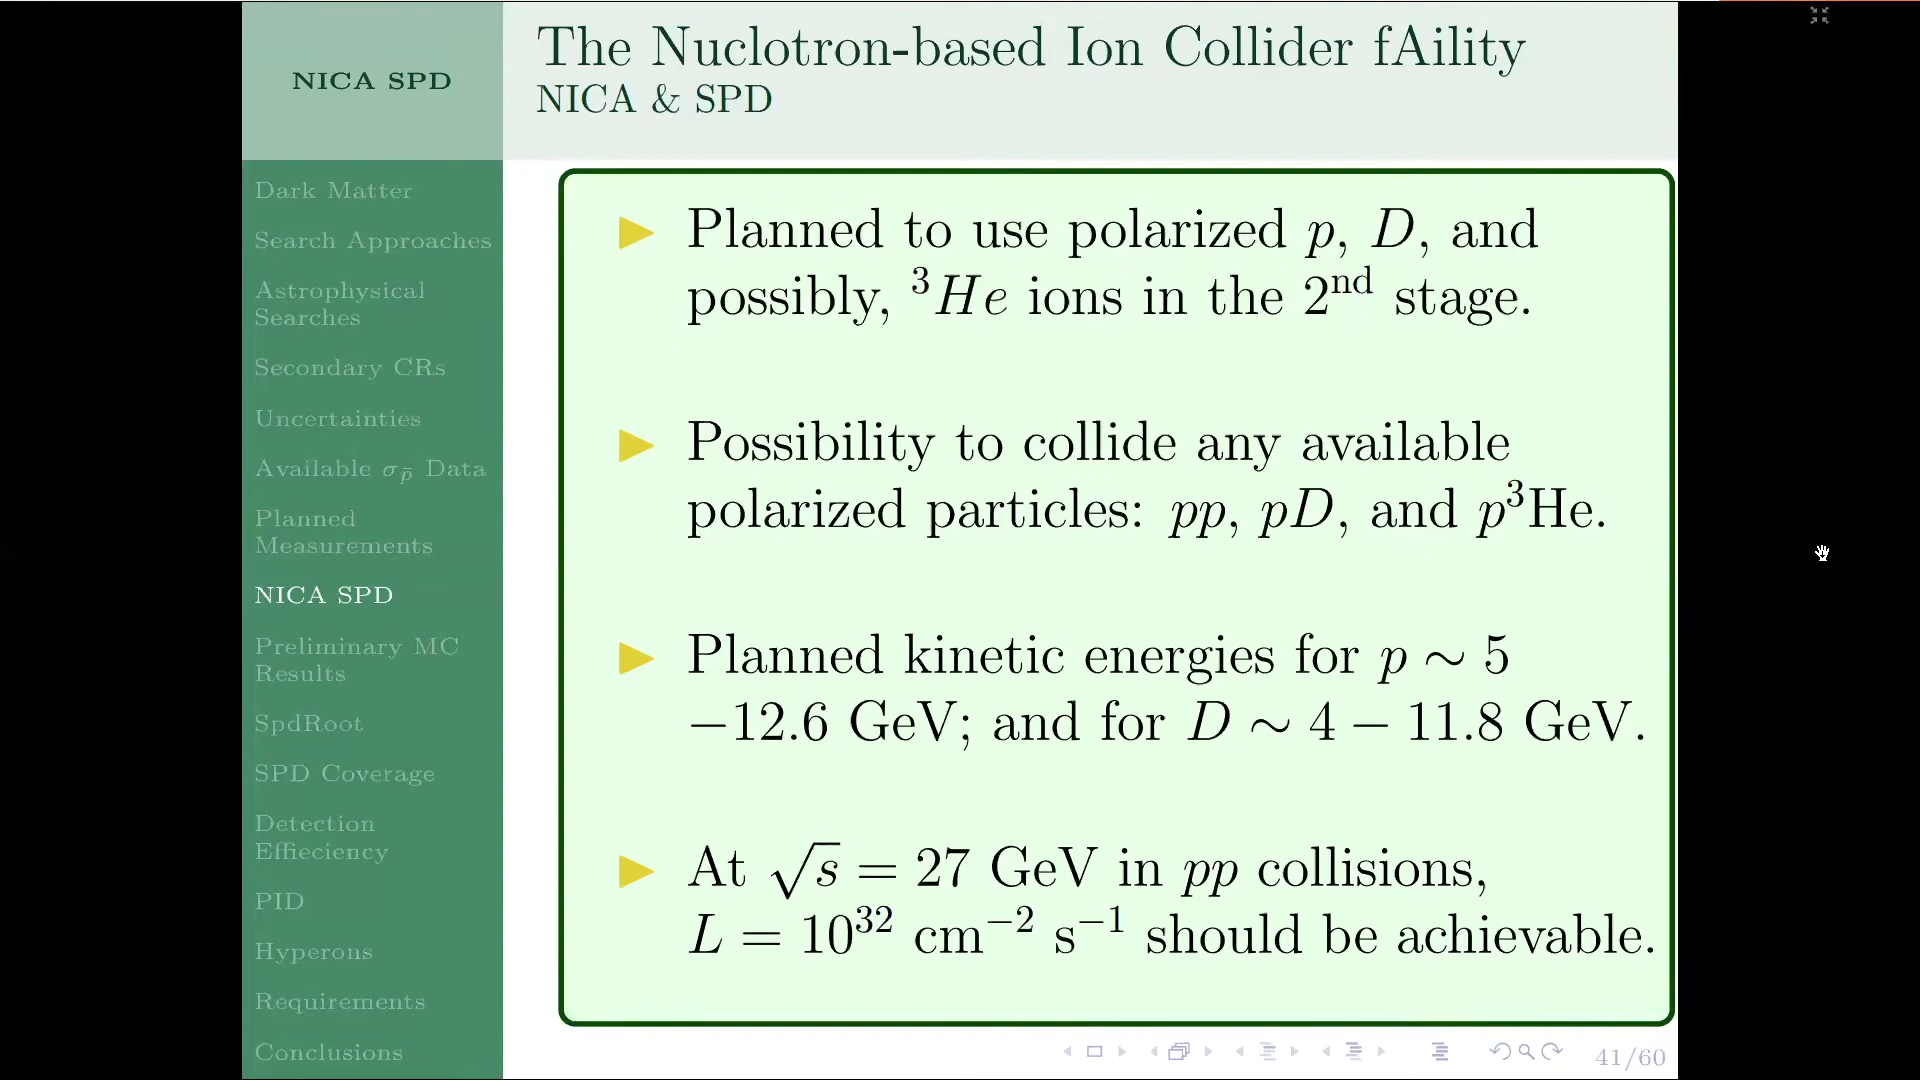 NICA SPD
The Nuclotron-based Ion Collider fAility
NICA & SPD
Dark Matter
Search Approaches
Astrophysical
Searches
Secondary CRs
Uncertainties
Available σ_p̄ Data
Planned
Measurements
NICA SPD
Preliminary MC
Results
SpdRoot
SPD Coverage
Detection
Effieciency
PID
Hyperons
Requirements
Conclusions
Planned to use polarized p, D, and
possibly, ³He ions in the 2ⁿᵈ stage.
Possibility to collide any available
polarized particles: pp, pD, and p³He.
Planned kinetic energies for p ∼ 5
−12.6 GeV; and for D ∼ 4 − 11.8 GeV.
At √s = 27 GeV in pp collisions,
L = 10³² cm⁻² s⁻¹ should be achievable.
41/60